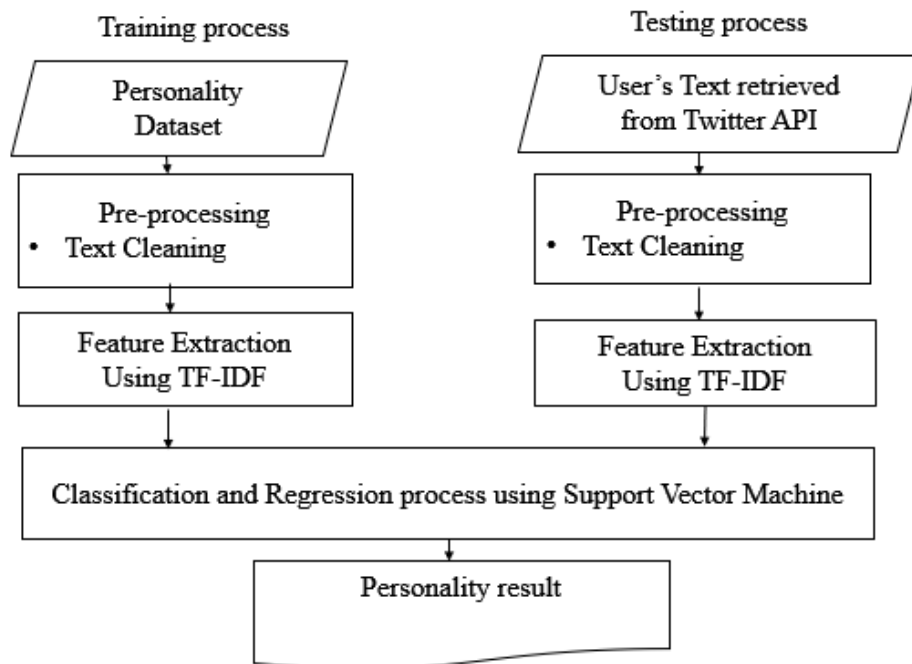 Training process
Personality
Dataset
Pre-processing
• Text Cleaning
Feature Extraction
Using TF-IDF
Testing process
User’s Text retrieved
from Twitter API
Pre-processing
• Text Cleaning
Feature Extraction
Using TF-IDF
Classification and Regression process using Support Vector Machine
Personality result